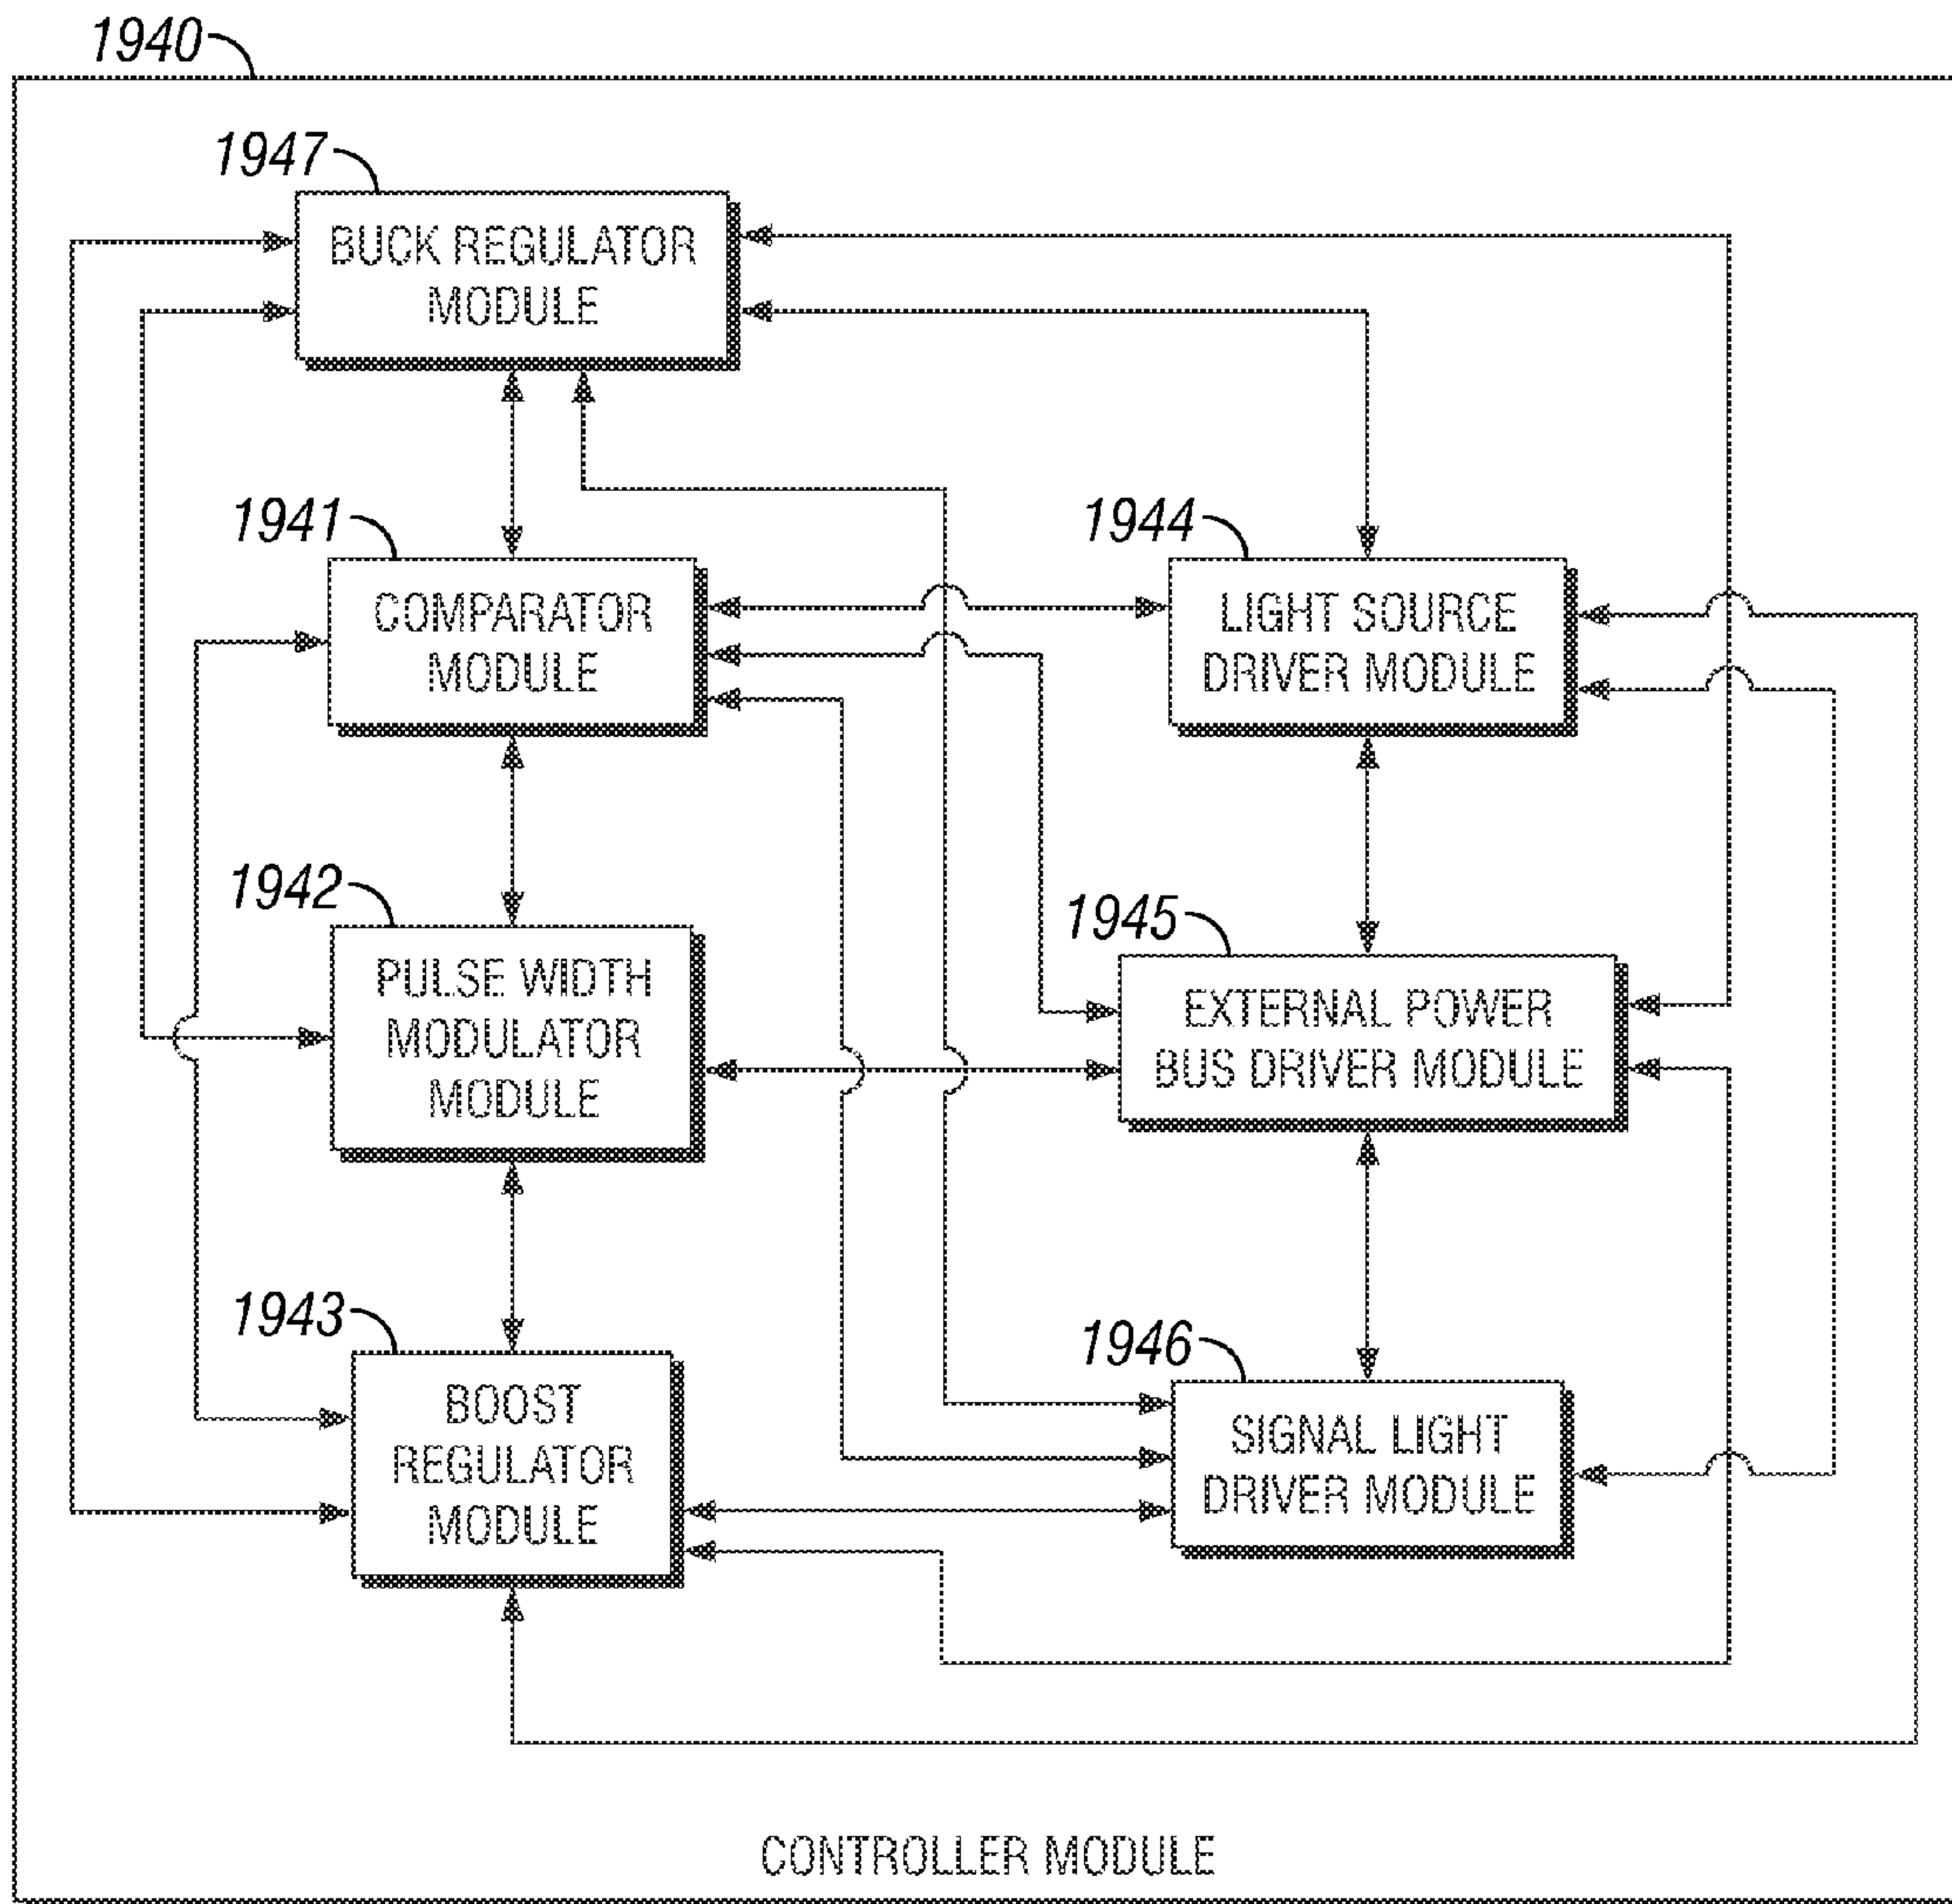 1940
1947
BUCK REGULATOR
MODULE
1941
COMPARATOR
MODULE
1944
LIGHT SOURCE
DRIVER MODULE
1942
PULSE WIDTH
MODULATOR
MODULE
1945
EXTERNAL POWER
BUS DRIVER MODULE
1943
BOOST
REGULATOR
MODULE
1946
SIGNAL LIGHT
DRIVER MODULE
CONTROLLER MODULE